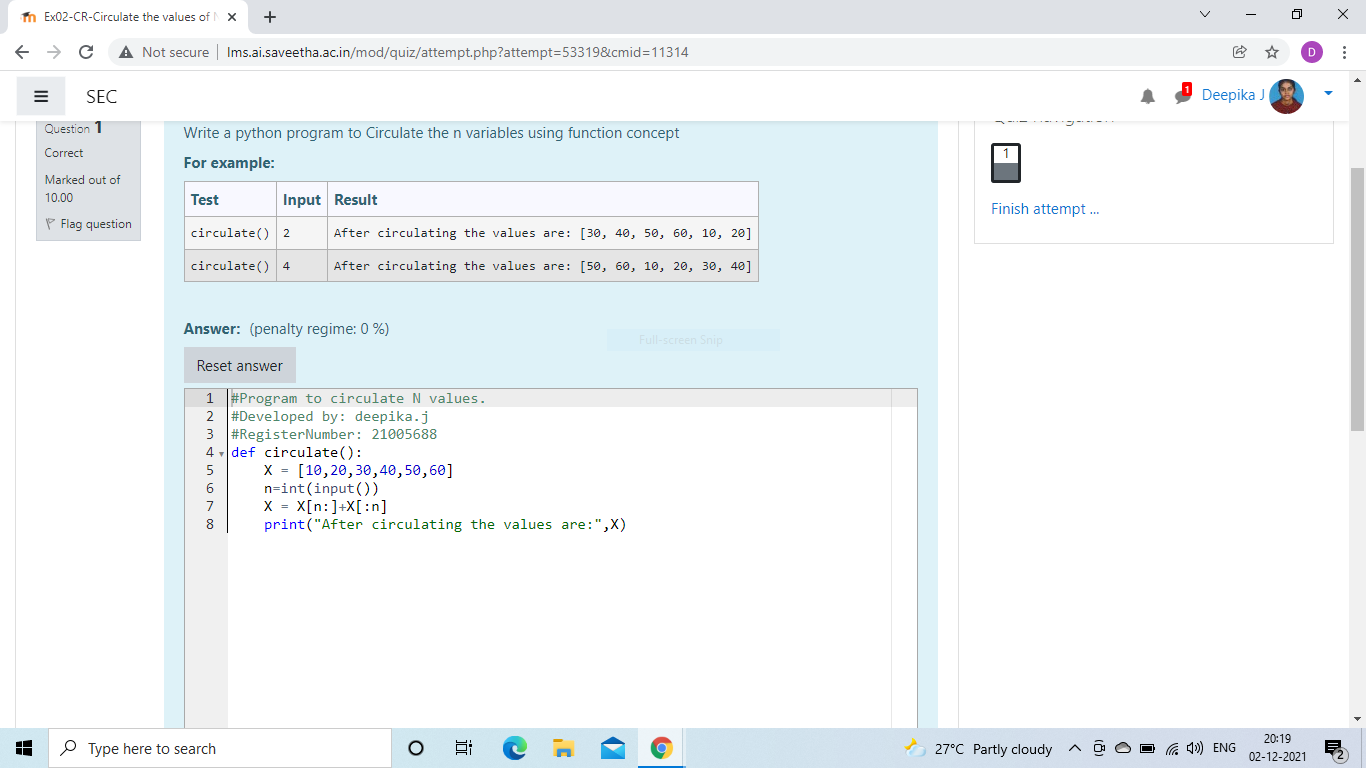 Ex02-CR-Circulate the values of N
Not secure | lms.ai.saveetha.ac.in/mod/quiz/attempt.php?attempt=53319&cmid=11314
D
SEC
1
Deepika J
Question 1
Correct
Marked out of
10.00
Flag question
Write a python program to Circulate the n variables using function concept
For example:
Test Input Result
circulate() 2 After circulating the values are: [30, 40, 50, 60, 10, 20]
circulate() 4 After circulating the values are: [50, 60, 10, 20, 30, 40]
Answer: (penalty regime: 0 %)
Full-screen Snip
Reset answer
1 #Program to circulate N values.
2 #Developed by: deepika.j
3 #RegisterNumber: 21005688
4 def circulate():
5 X = [10,20,30,40,50,60]
6 n=int(input())
7 X = X[n:]+X[:n]
8 print("After circulating the values are:",X)
1
Finish attempt ...
Type here to search
27°C Partly cloudy
ENG
20:19
02-12-2021
2